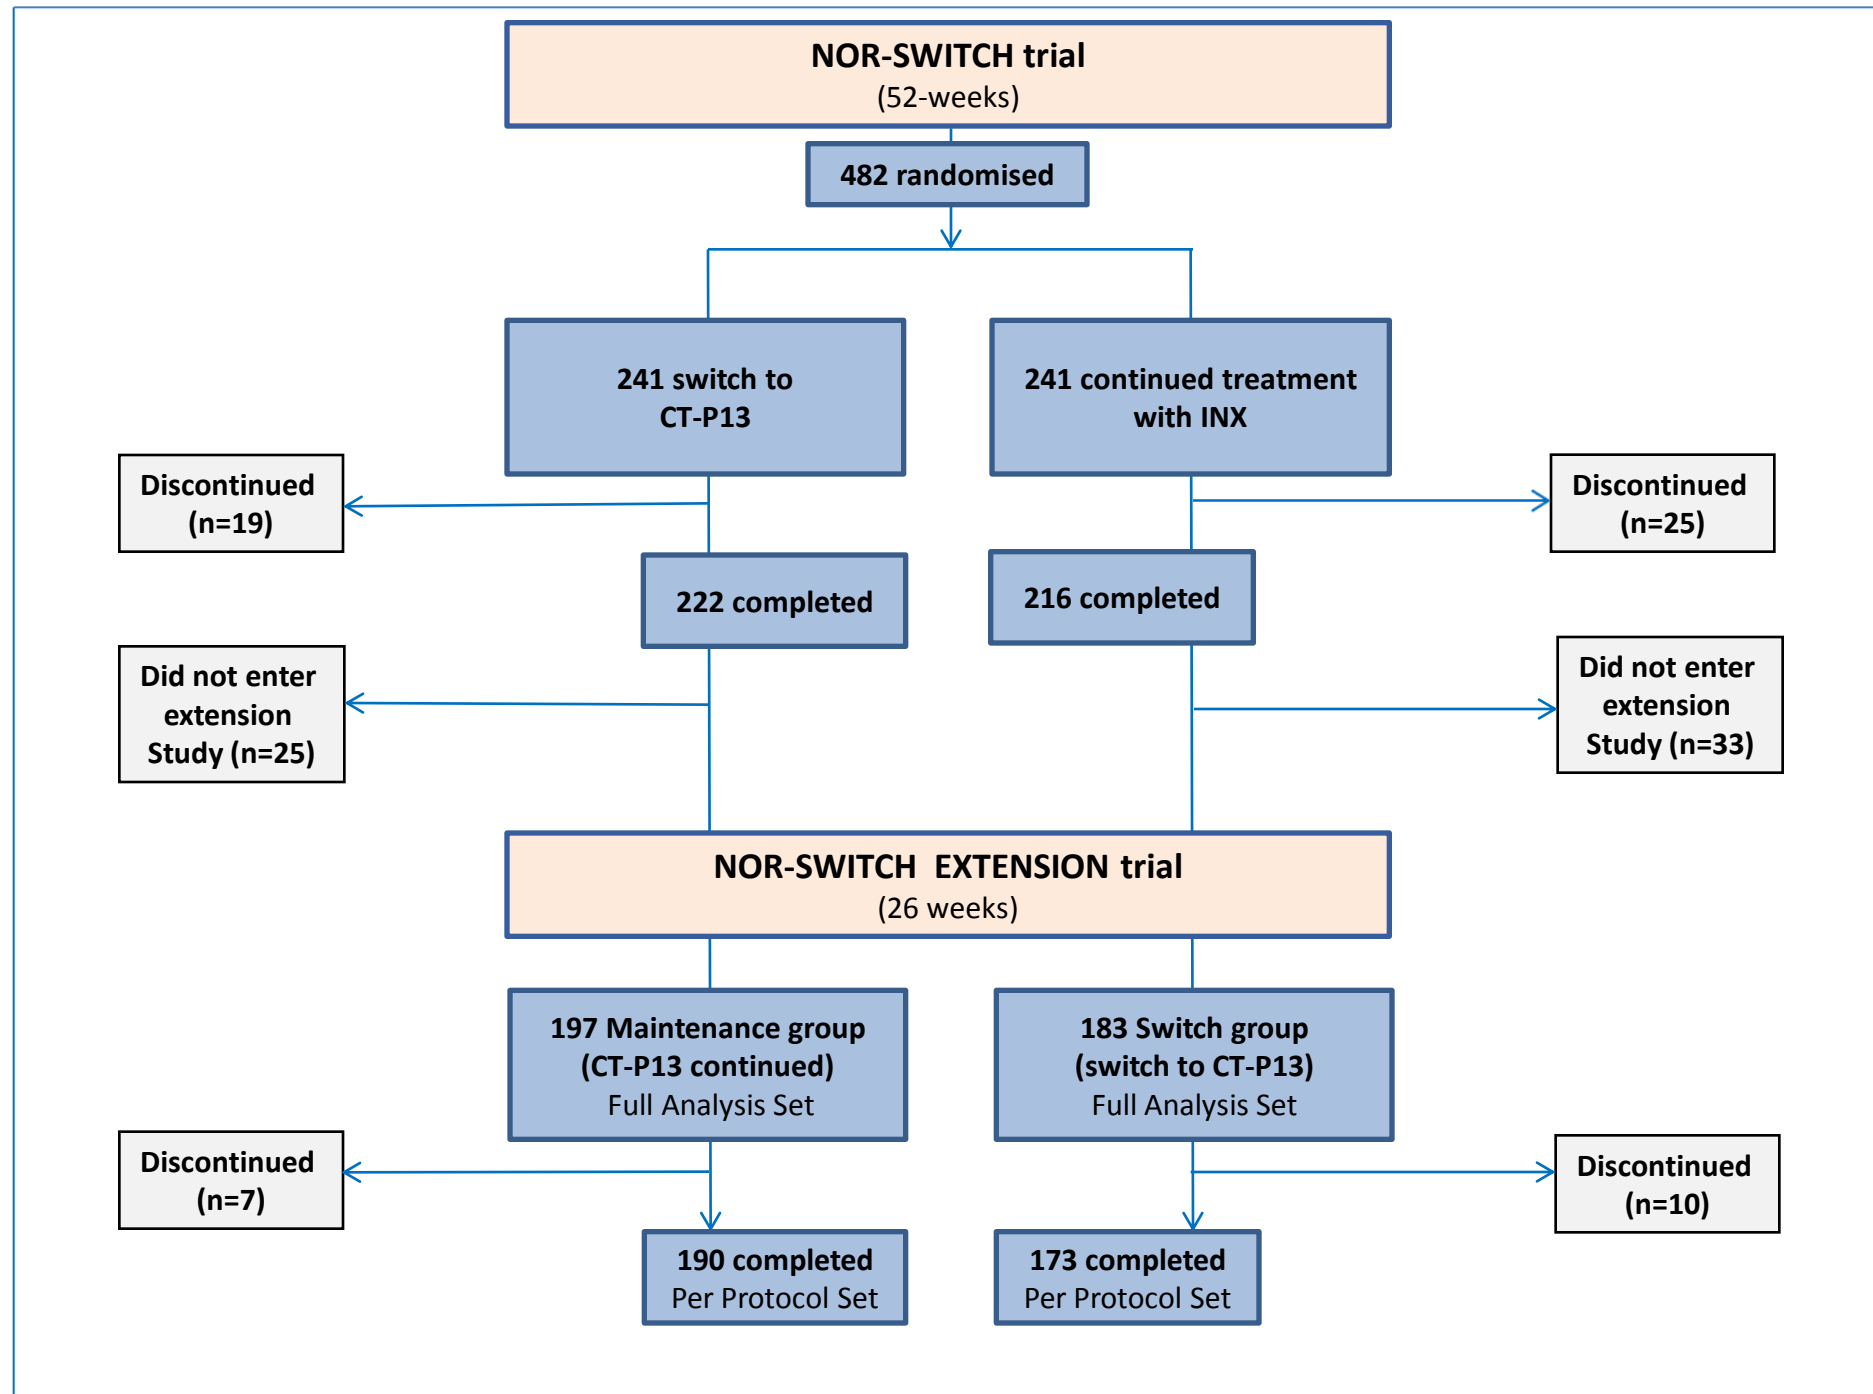 NOR-SWITCH trial
(52-weeks)
482 randomised
241 switch to
CT-P13
241 continued treatment
with INX
Discontinued
(n=19)
Discontinued
(n=25)
222 completed
216 completed
Did not enter
extension
Study (n=25)
Did not enter
extension
Study (n=33)
NOR-SWITCH EXTENSION trial
(26 weeks)
197 Maintenance group
(CT-P13 continued)
Full Analysis Set
183 Switch group
(switch to CT-P13)
Full Analysis Set
Discontinued
(n=7)
Discontinued
(n=10)
190 completed
Per Protocol Set
173 completed
Per Protocol Set